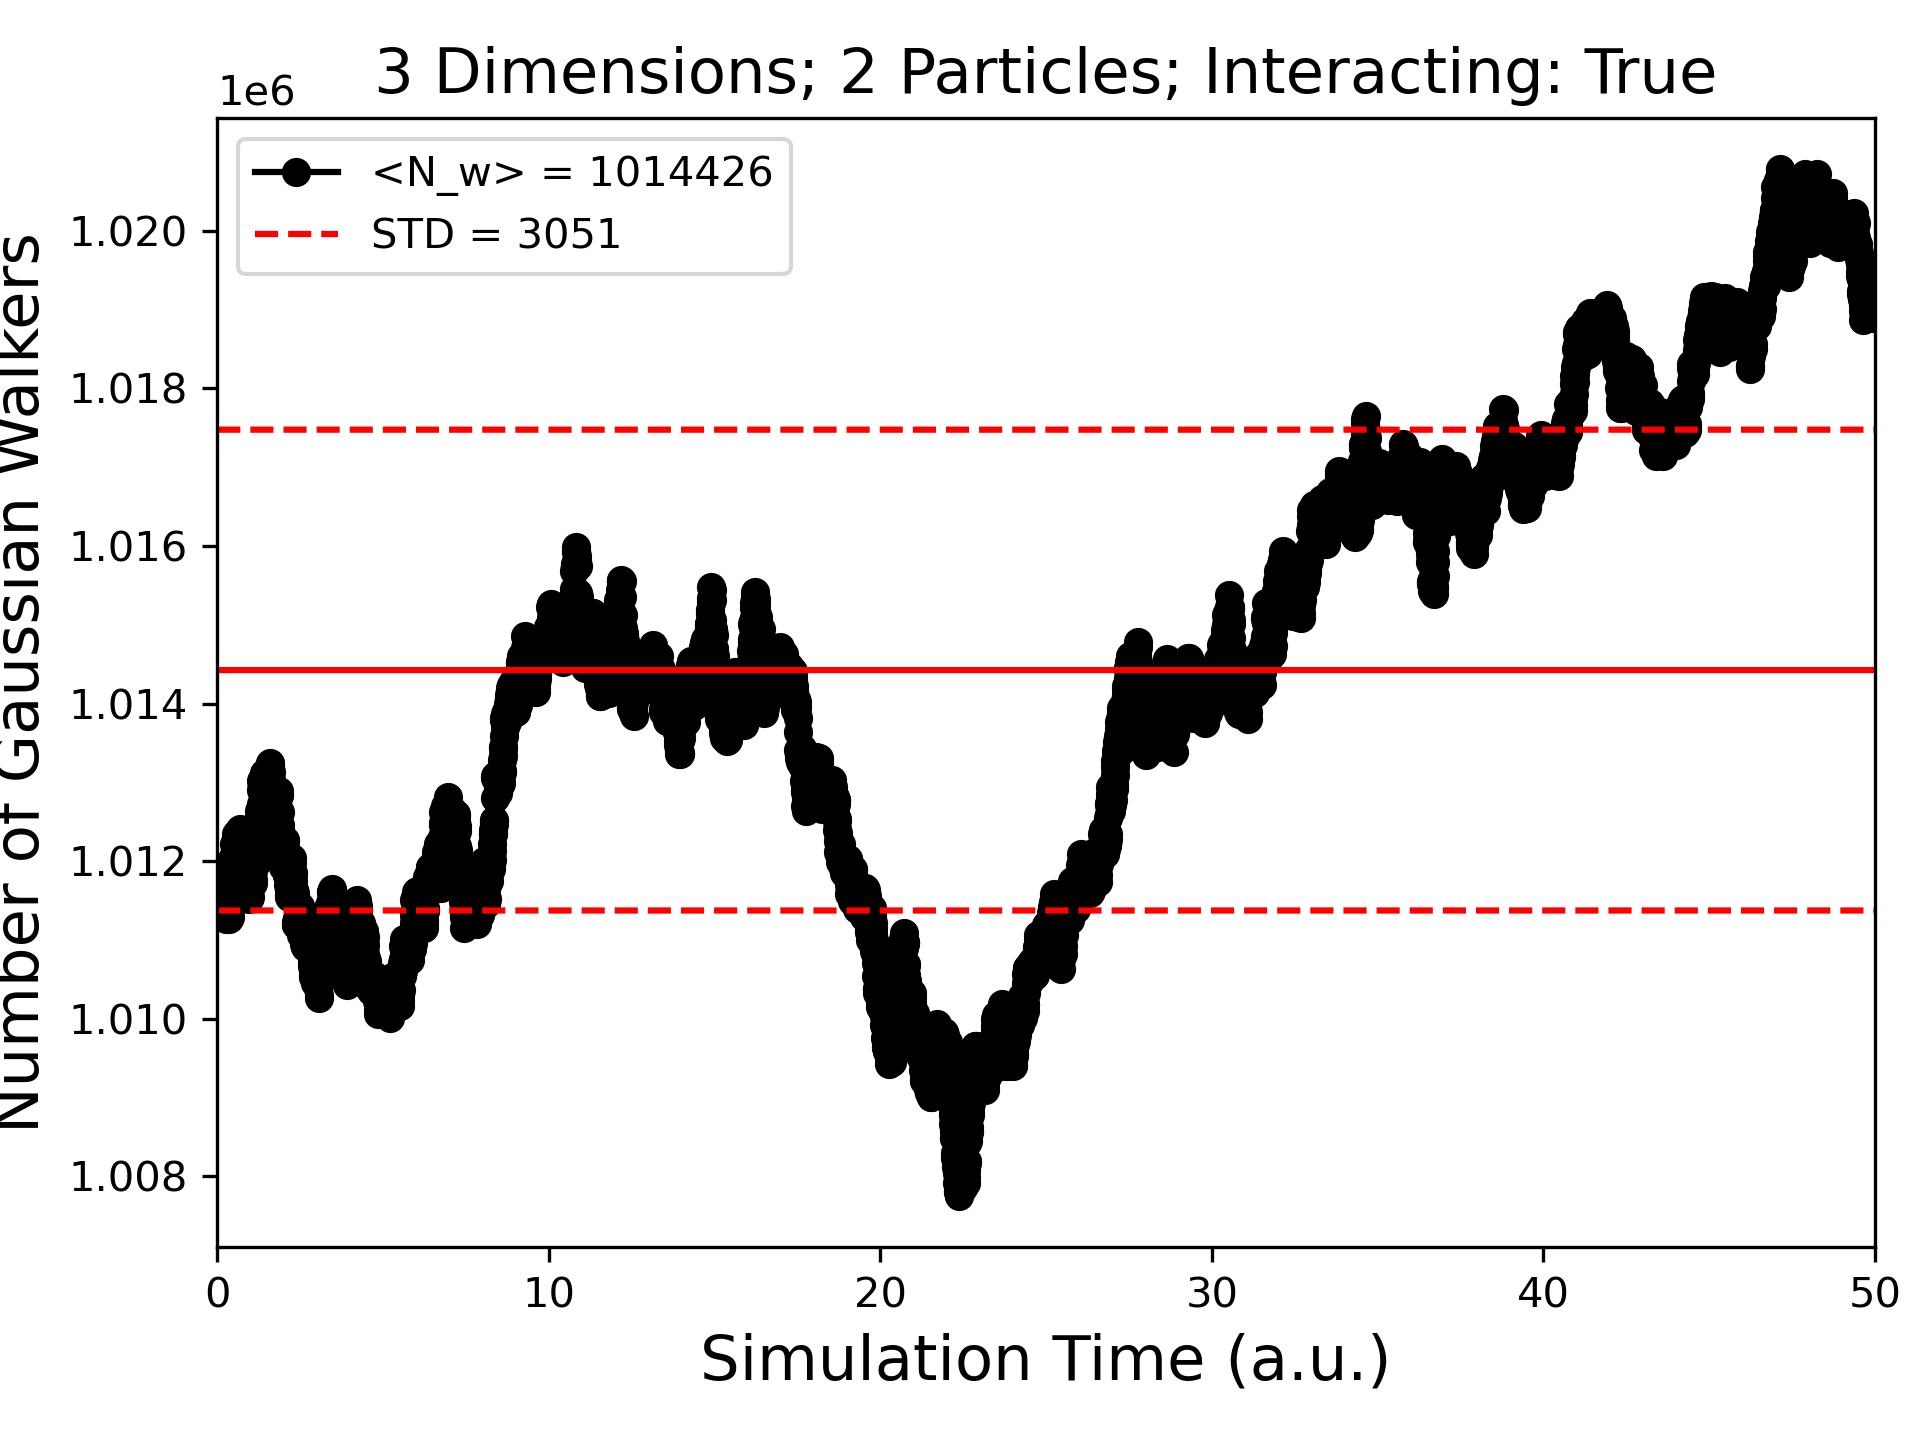 3 Dimensions; 2 Particles; Interacting: True
1e6
<N_w> = 1014426
STD = 3051
Number of Gaussian Walkers
1.020
1.018
1.016
1.014
1.012
1.010
1.008
0 10 20 30 40 50
Simulation Time (a.u.)